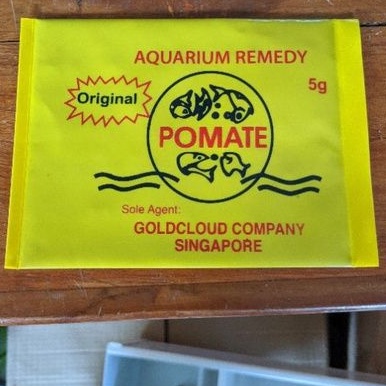 AQUARIUM REMEDY
Original
5g
POMATE
Sole Agent:
GOLDCLOUD COMPANY
SINGAPORE